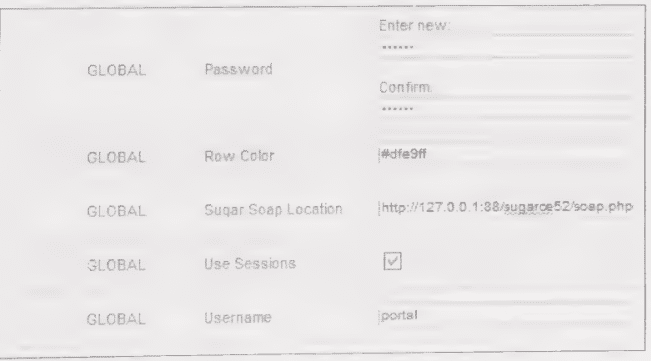 Enter new:
••••••
GLOBAL Password
Confirm:
••••••
GLOBAL Row Color #dfe9ff
GLOBAL Sugar Soap Location http://127.0.0.1:88/sugarce52/soap.php
GLOBAL Use Sessions
GLOBAL Username portal